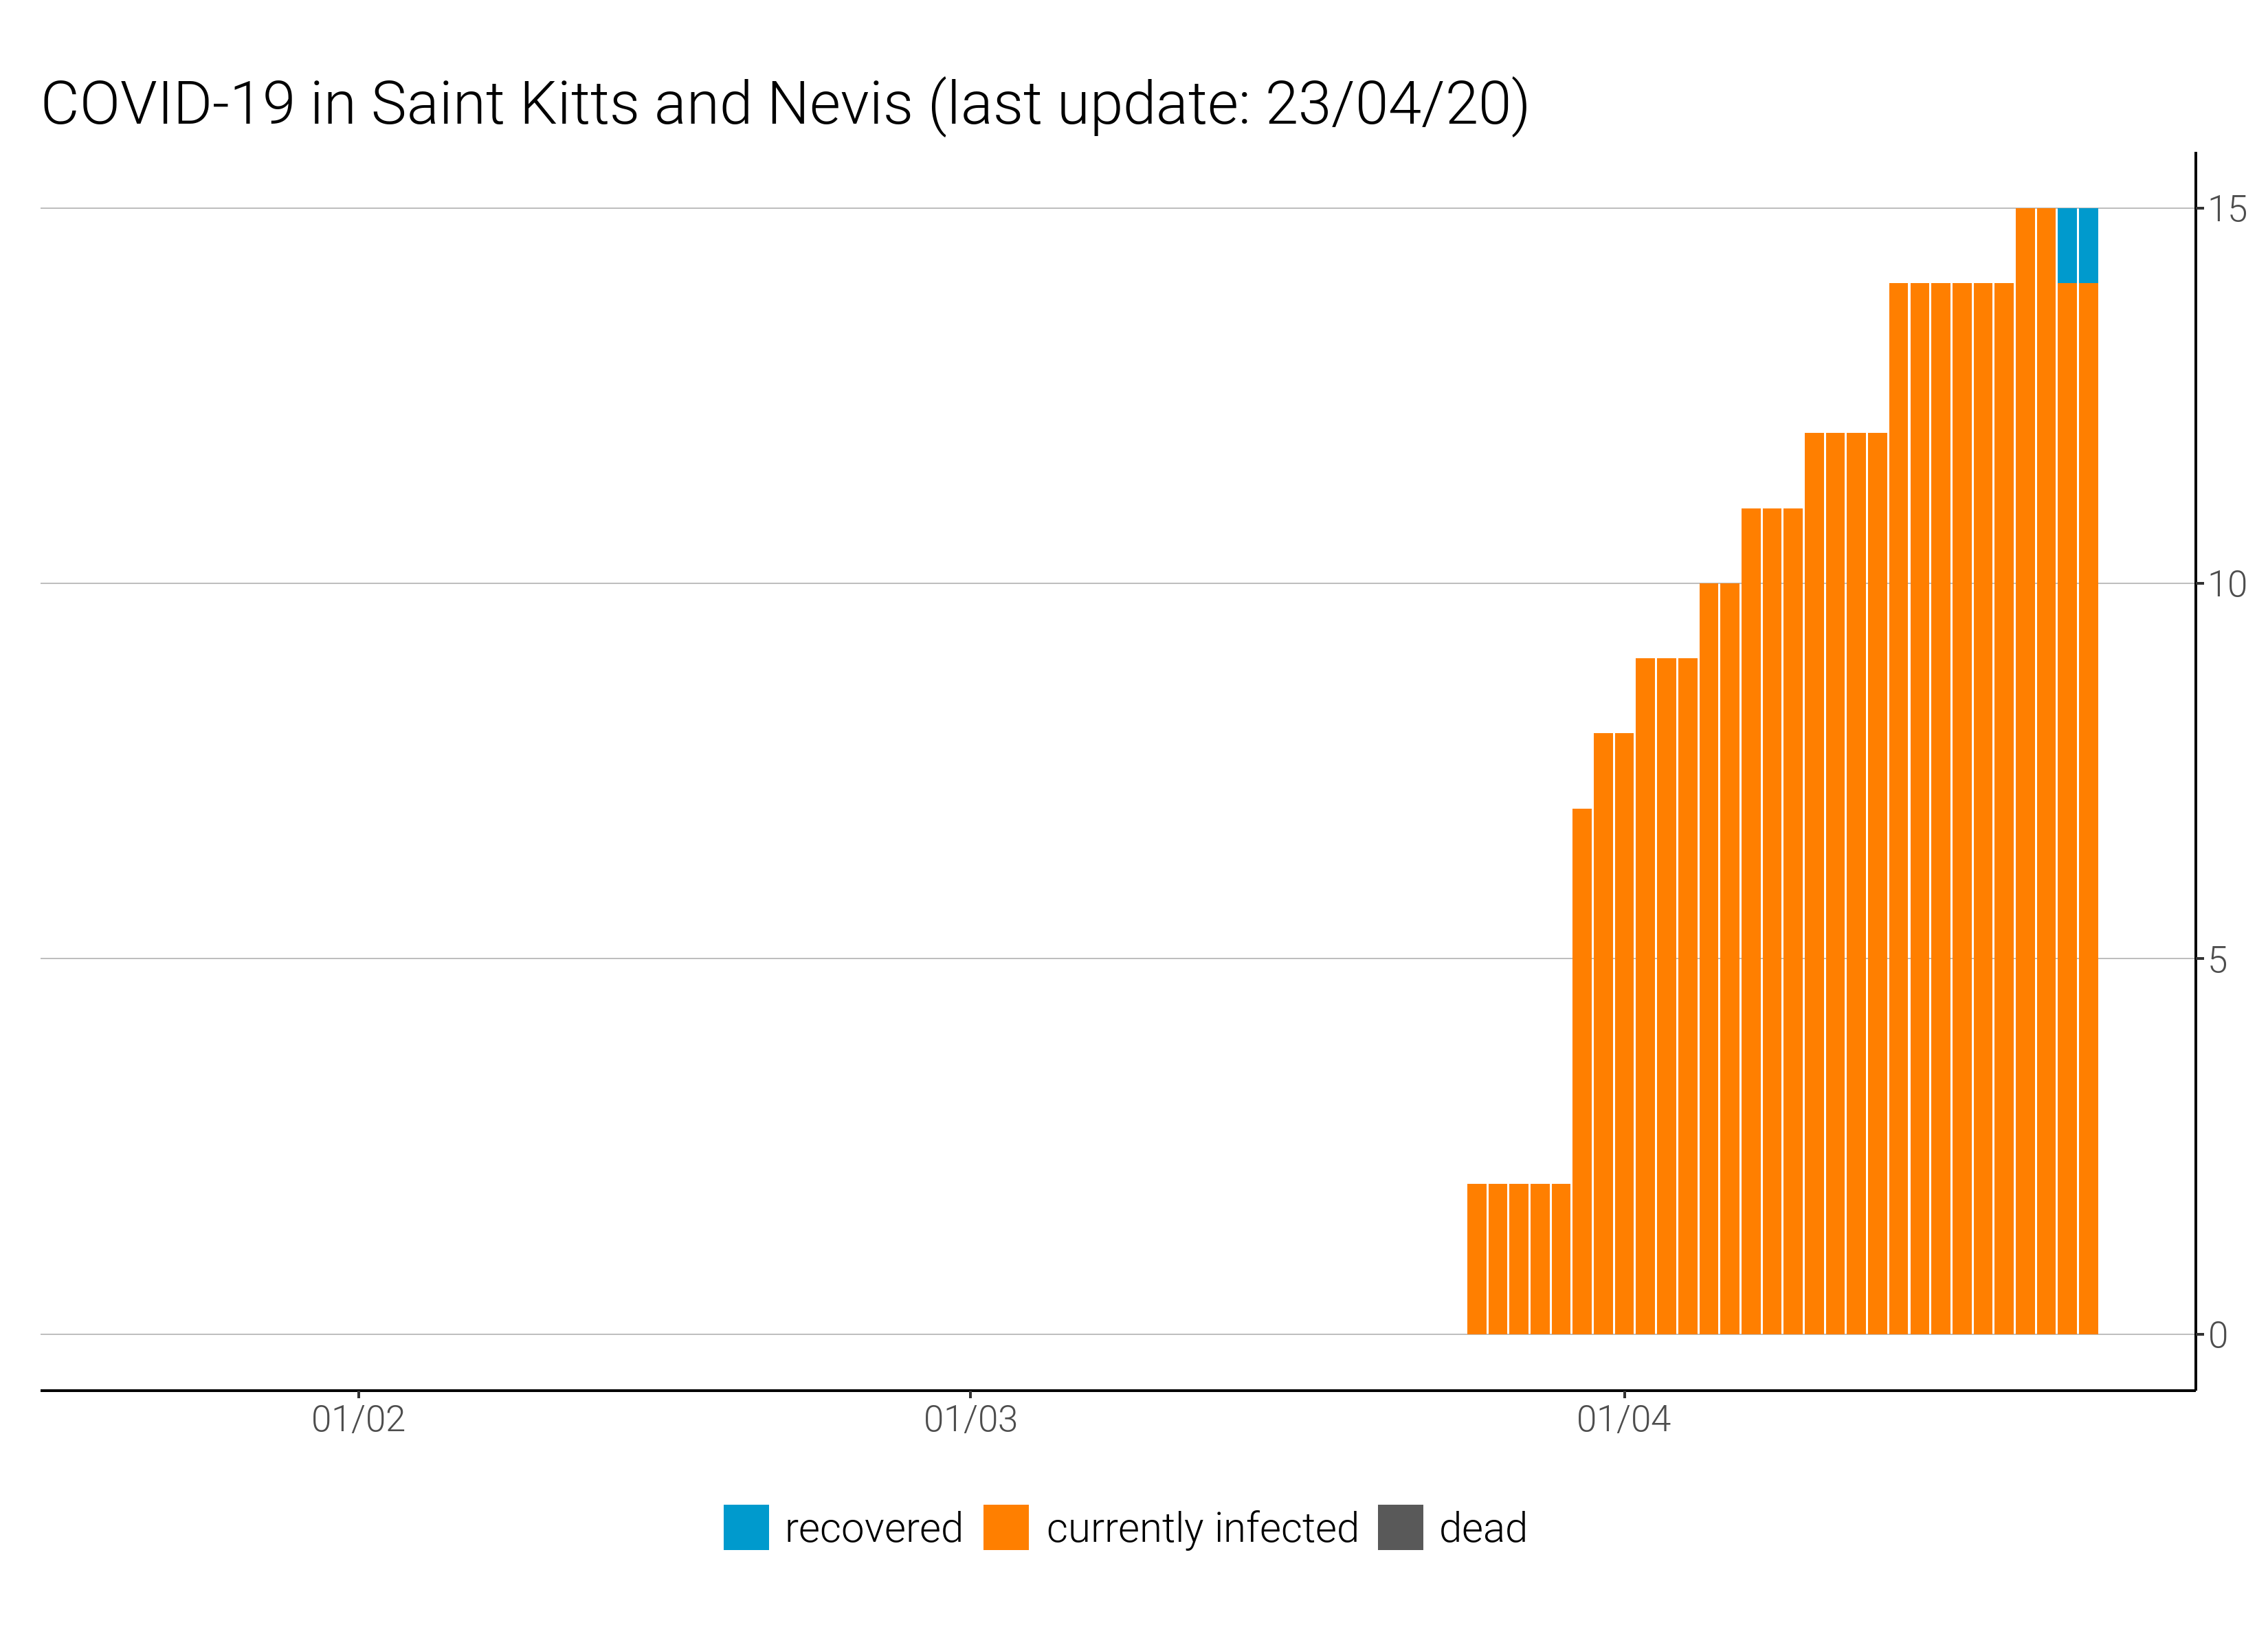 COVID-19 in Saint Kitts and Nevis (last update: 23/04/20)
15
10
5
0
01/02 01/03 01/04
recovered currently infected dead